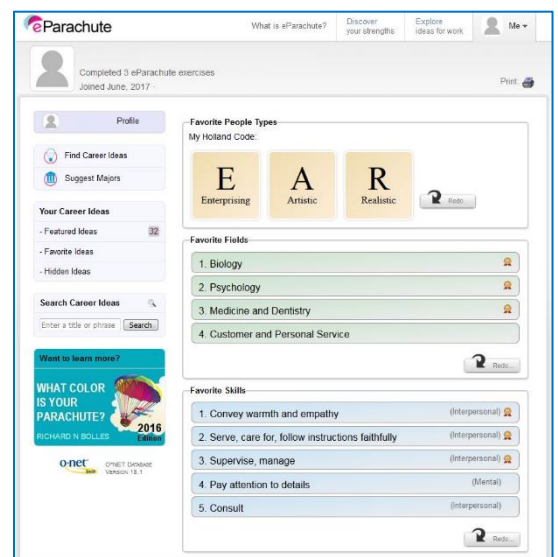 eParachute
What is eParachute?
Discover
your strengths
Explore
ideas for work
Me
Completed 3 eParachute exercises
Joined June, 2017 ·
Print:
Profile
Find Career Ideas
Suggest Majors
Your Career Ideas
- Featured Ideas 32
- Favorite Ideas
- Hidden Ideas
Search Career Ideas
Enter a title or phrase Search
Want to learn more?
WHAT COLOR
IS YOUR
PARACHUTE?
2016
Edition
RICHARD N BOLLES
o*net
O*NET DATABASE
VERSION 18.1
Favorite People Types
My Holland Code:
E
Enterprising
A
Artistic
R
Realistic
Redo...
Favorite Fields
1. Biology
2. Psychology
3. Medicine and Dentistry
4. Customer and Personal Service
Redo...
Favorite Skills
1. Convey warmth and empathy (Interpersonal)
2. Serve, care for, follow instructions faithfully (Interpersonal)
3. Supervise, manage (Interpersonal)
4. Pay attention to details (Mental)
5. Consult (Interpersonal)
Redo...